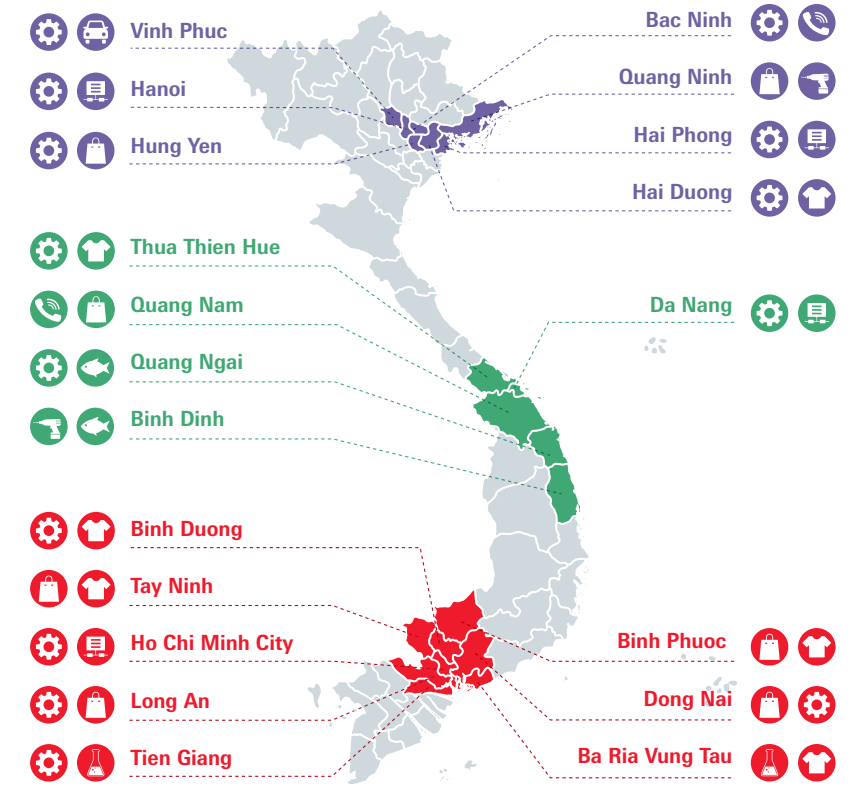 Vinh Phuc
Hanoi
Hung Yen
Bac Ninh
Quang Ninh
Hai Phong
Hai Duong
Thua Thien Hue
Quang Nam
Quang Ngai
Binh Dinh
Da Nang
Binh Duong
Tay Ninh
Ho Chi Minh City
Long An
Tien Giang
Binh Phuoc
Dong Nai
Ba Ria Vung Tau